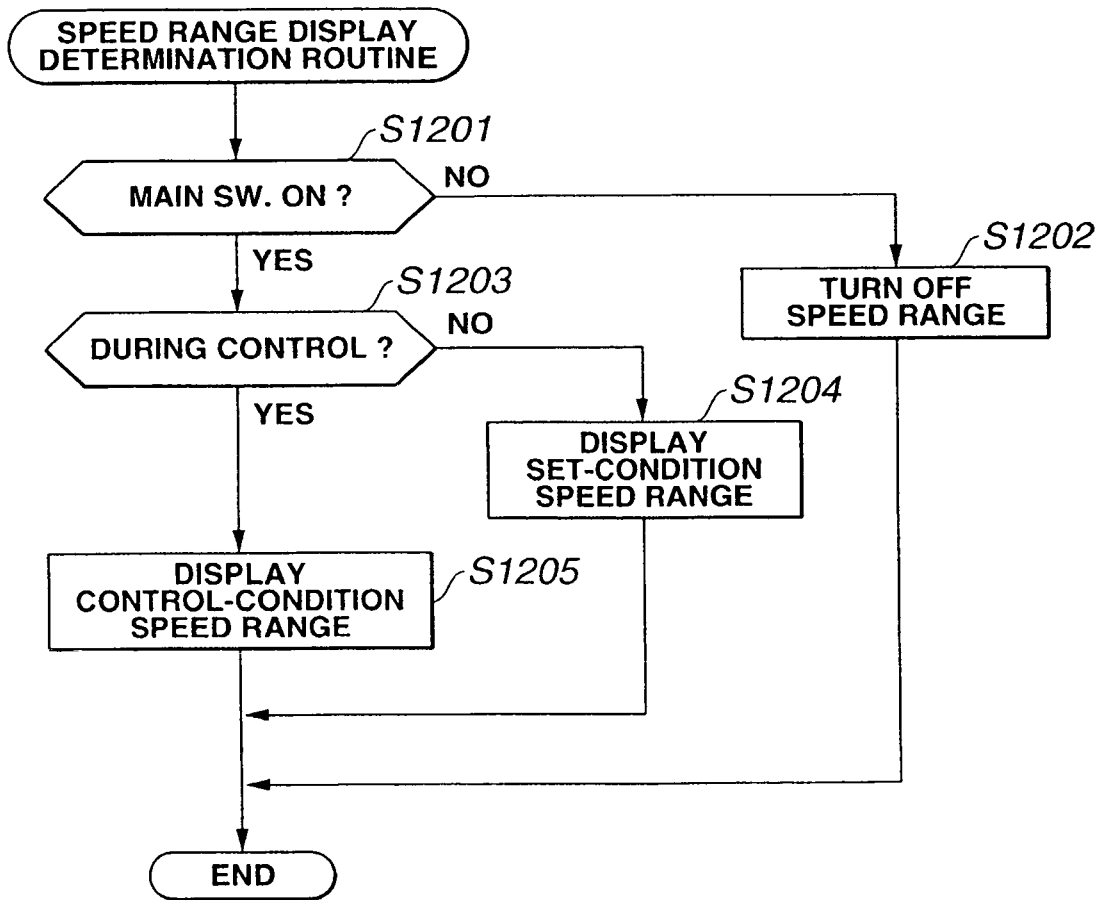 SPEED RANGE DISPLAY
DETERMINATION ROUTINE
S1201
MAIN SW. ON ?
NO
YES
S1202
TURN OFF
SPEED RANGE
S1203
DURING CONTROL ?
NO
YES
S1204
DISPLAY
SET-CONDITION
SPEED RANGE
S1205
DISPLAY
CONTROL-CONDITION
SPEED RANGE
END